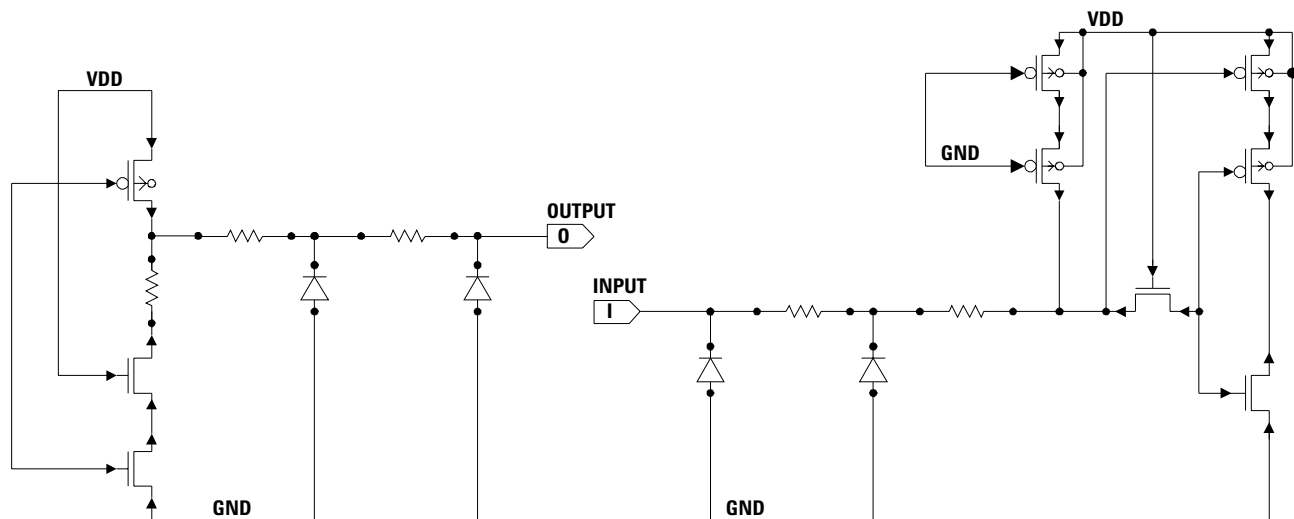 VDD
OUTPUT
O
GND
VDD
GND
INPUT
I
GND